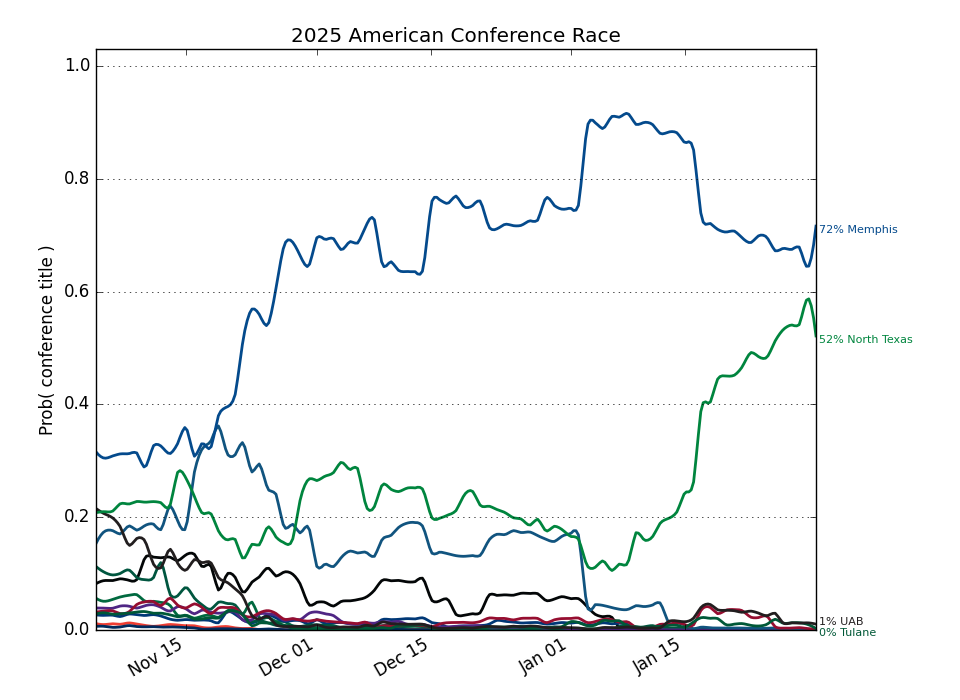 2025 American Conference Race
Prob( conference title )
1.0
0.8
0.6
0.4
0.2
0.0
72% Memphis
52% North Texas
1% UAB
0% Tulane
Nov 15
Dec 01
Dec 15
Jan 01
Jan 15